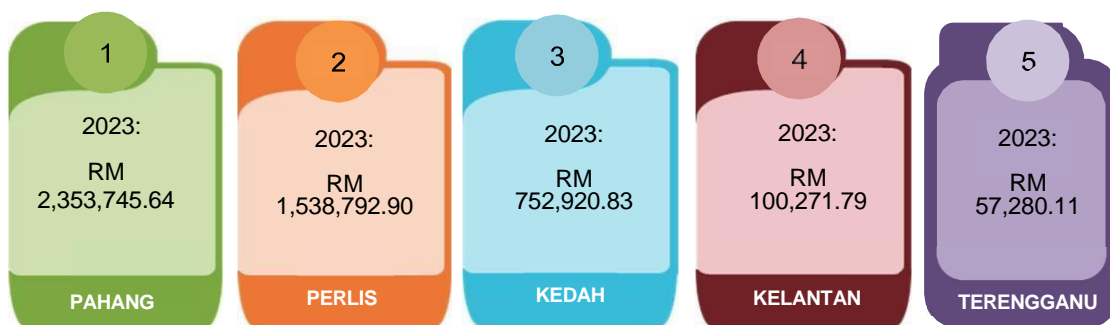 1
2023:
RM
2,353,745.64
PAHANG
2
2023:
RM
1,538,792.90
PERLIS
3
2023:
RM
752,920.83
KEDAH
4
2023:
RM
100,271.79
KELANTAN
5
2023:
RM
57,280.11
TERENGGANU